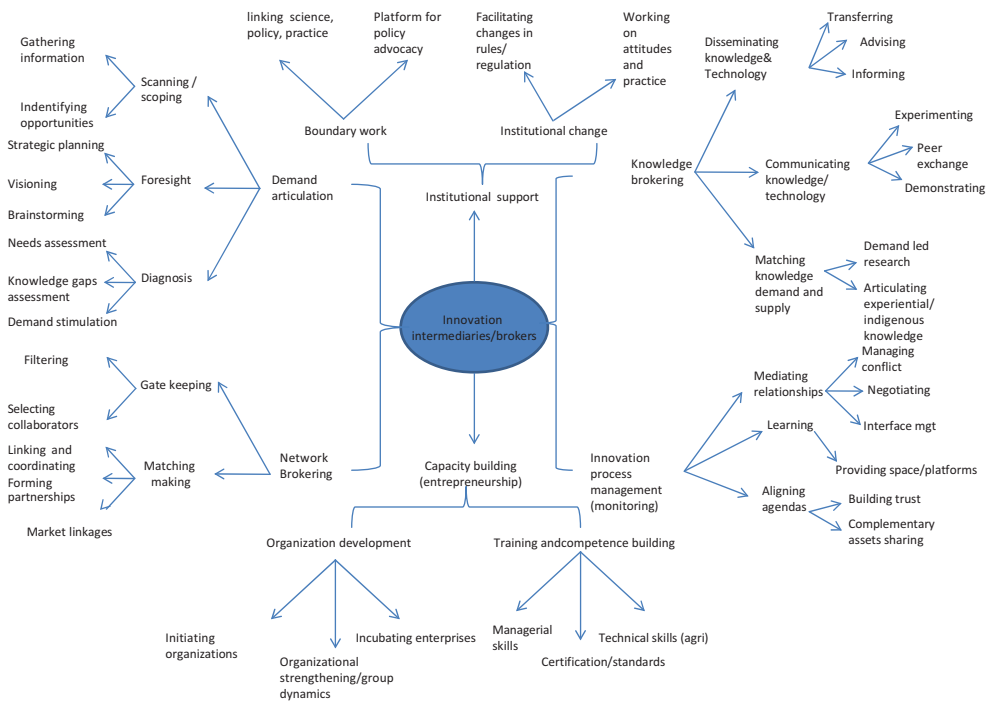 linking science,
policy, practice
Platform for
policy
advocacy
Facilitating
changes in
rules/
regulation
Working
on
attitudes
and
practice
Boundary work
Institutional change
Institutional support
Gathering
information
Indentifying
opportunities
Scanning /
scoping
Strategic planning
Visioning
Brainstorming
Foresight
Needs assessment
Knowledge gaps
assessment
Demand stimulation
Diagnosis
Demand
articulation
Disseminating
knowledge&
Technology
Transferring
Advising
Informing
Knowledge
brokering
Communicating
knowledge/
technology
Experimenting
Peer
exchange
Demonstrating
Matching
knowledge
demand and
supply
Demand led
research
Articulating
experiential/
indigenous
knowledge
Innovation
intermediaries/brokers
Filtering
Selecting
collaborators
Gate keeping
Linking and
coordinating
Forming
partnerships
Market linkages
Matching
making
Network
Brokering
Capacity building
(entrepreneurship)
Innovation
process
management
(monitoring)
Mediating
relationships
Managing
conflict
Negotiating
Interface mgt
Learning
Providing space/platforms
Aligning
agendas
Building trust
Complementary
assets sharing
Organization development
Training andcompetence building
Initiating
organizations
Organizational
strengthening/group
dynamics
Incubating enterprises
Managerial
skills
Certification/standards
Technical skills (agri)